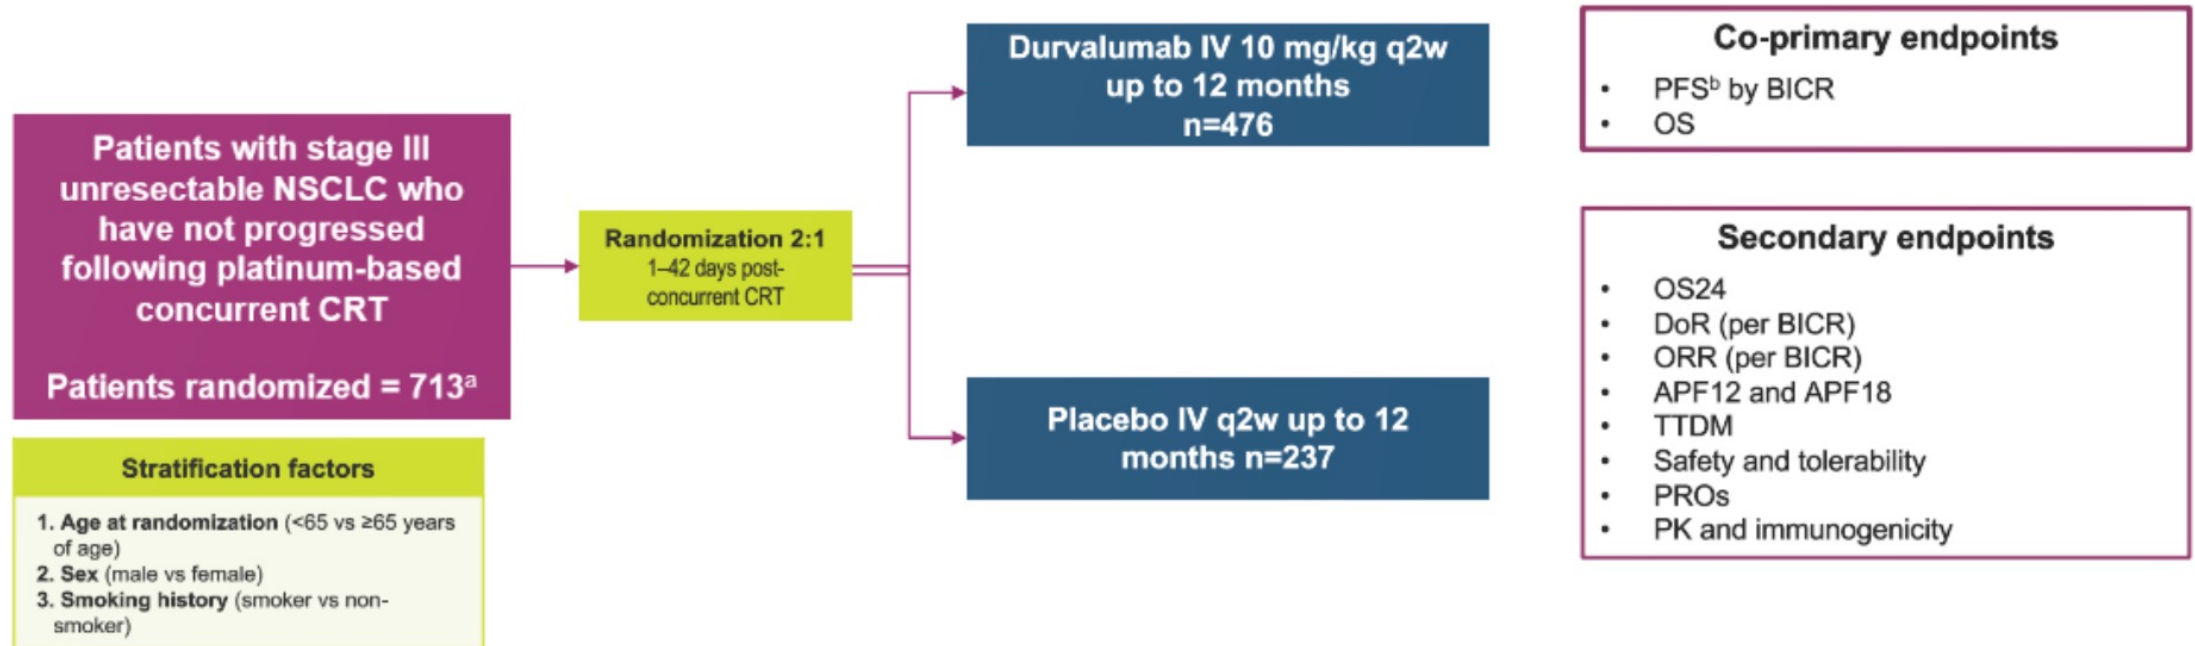 Patients with stage III
unresectable NSCLC who
have not progressed
following platinum-based
concurrent CRT
Patients randomized = 713ᵃ
Stratification factors
1. Age at randomization (<65 vs ≥65 years
of age)
2. Sex (male vs female)
3. Smoking history (smoker vs non-
smoker)
Randomization 2:1
1–42 days post-
concurrent CRT
Durvalumab IV 10 mg/kg q2w
up to 12 months
n=476
Placebo IV q2w up to 12
months n=237
Co-primary endpoints
• PFSᵇ by BICR
• OS
Secondary endpoints
• OS24
• DoR (per BICR)
• ORR (per BICR)
• APF12 and APF18
• TTDM
• Safety and tolerability
• PROs
• PK and immunogenicity